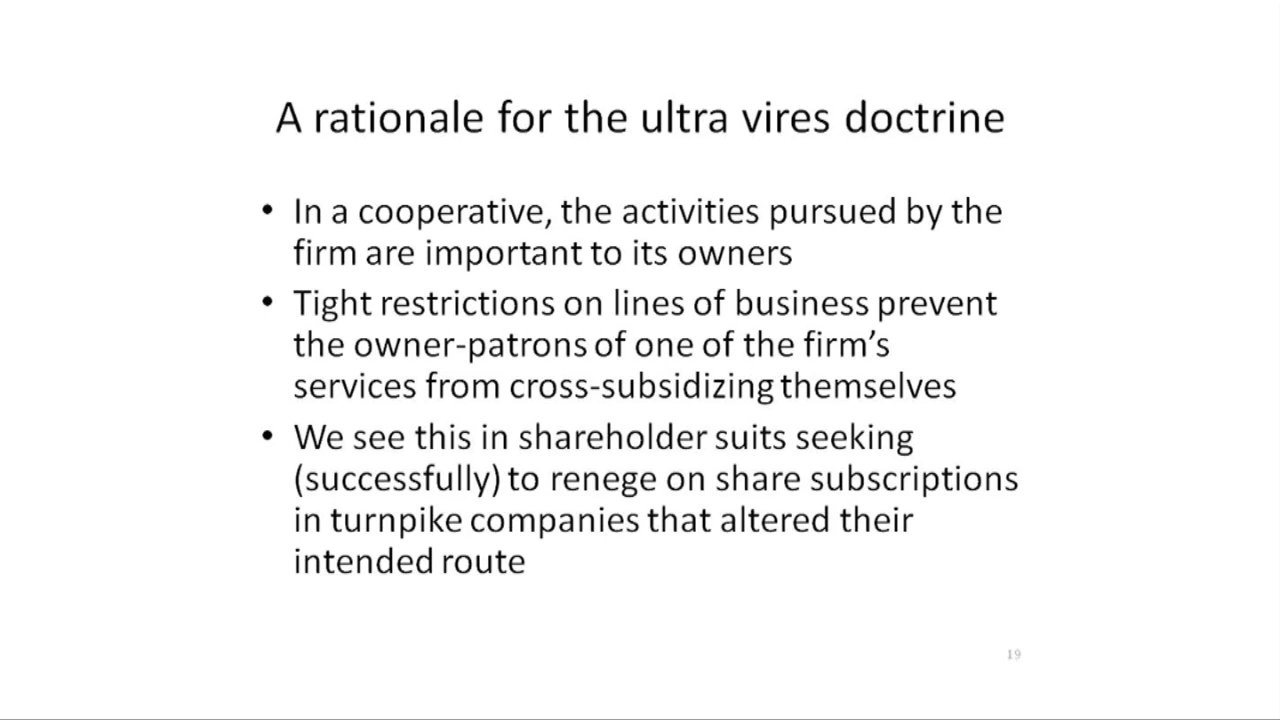 A rationale for the ultra vires doctrine
• In a cooperative, the activities pursued by the
firm are important to its owners
• Tight restrictions on lines of business prevent
the owner-patrons of one of the firm’s
services from cross-subsidizing themselves
• We see this in shareholder suits seeking
(successfully) to renege on share subscriptions
in turnpike companies that altered their
intended route
19